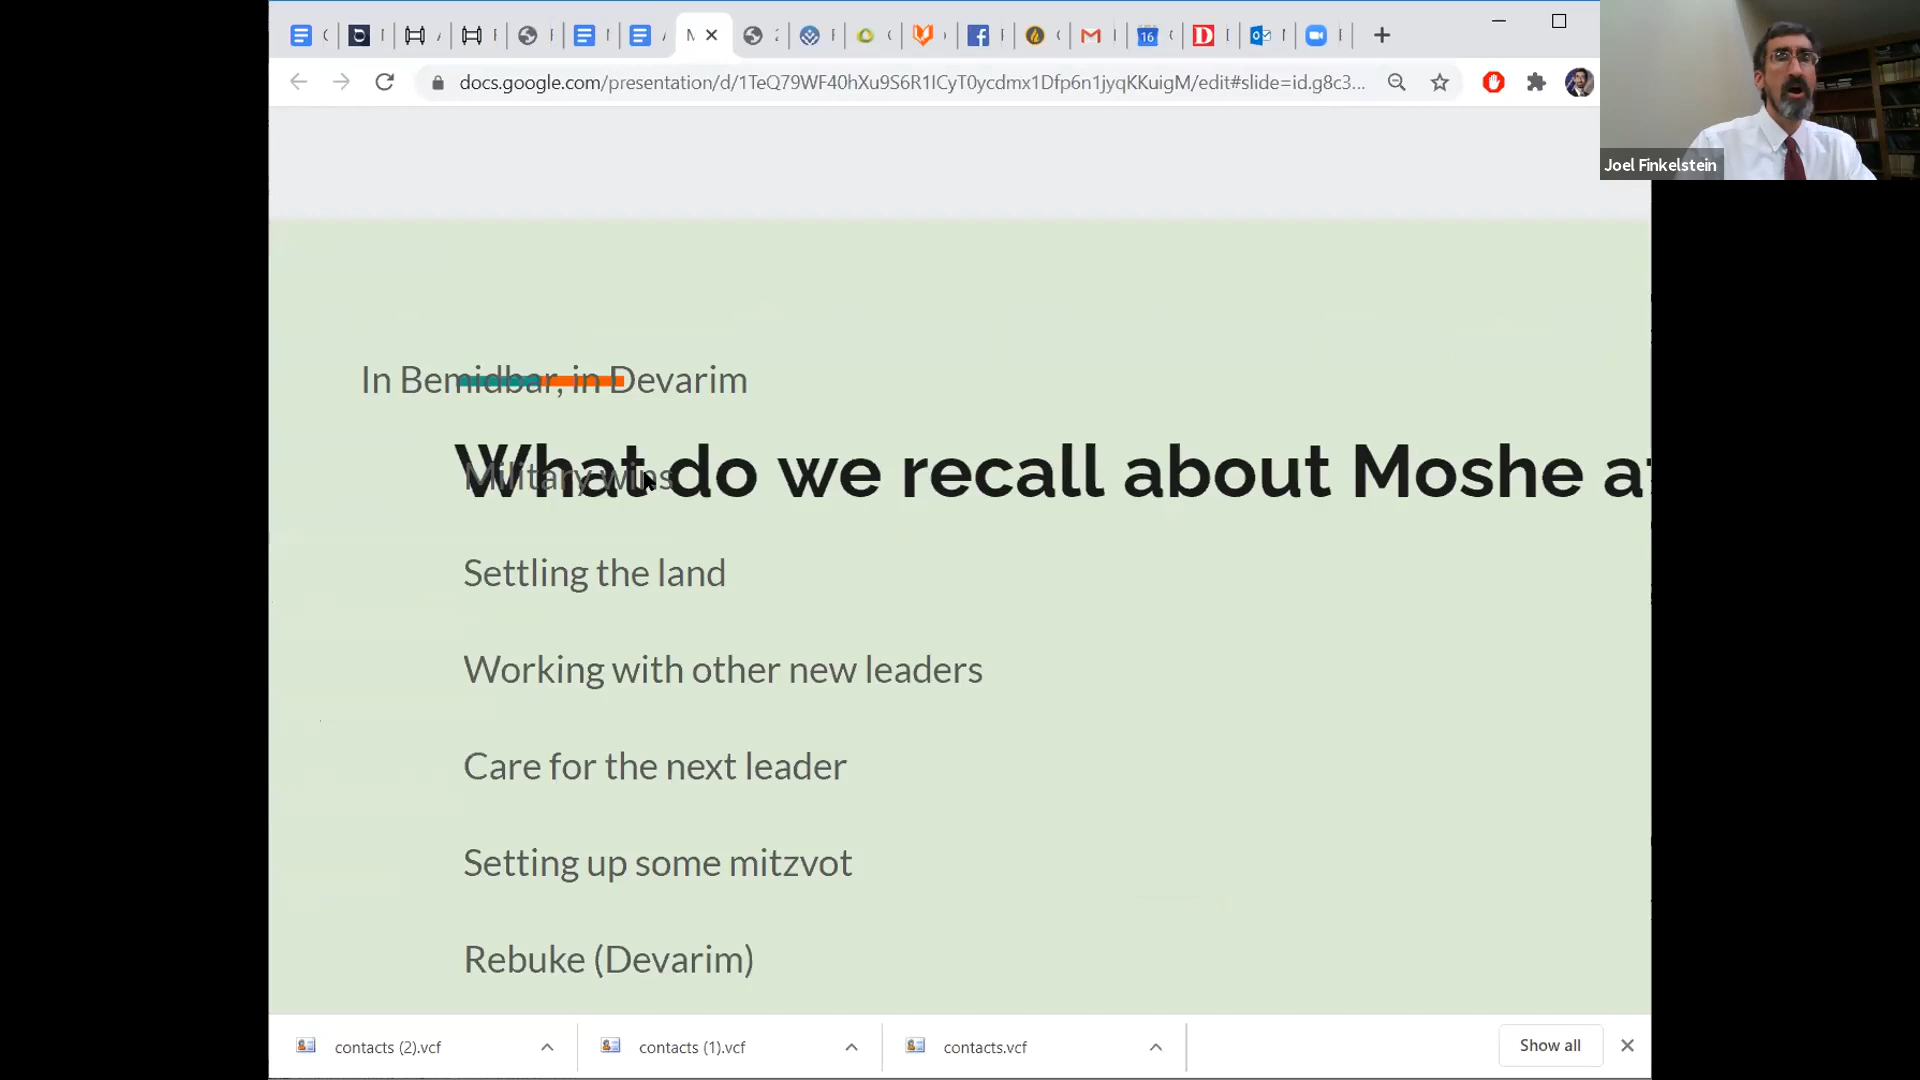 docs.google.com/presentation/d/1TeQ79WF40hXu9S6R1ICyT0ycdmx1Dfp6n1jyqKKuigM/edit#slide=id.g8c3...
Joel Finkelstein
In Bemidbar, in Devarim
What do we recall about Moshe
Military wins
Settling the land
Working with other new leaders
Care for the next leader
Setting up some mitzvot
Rebuke (Devarim)
contacts (2).vcf
contacts (1).vcf
contacts.vcf
Show all